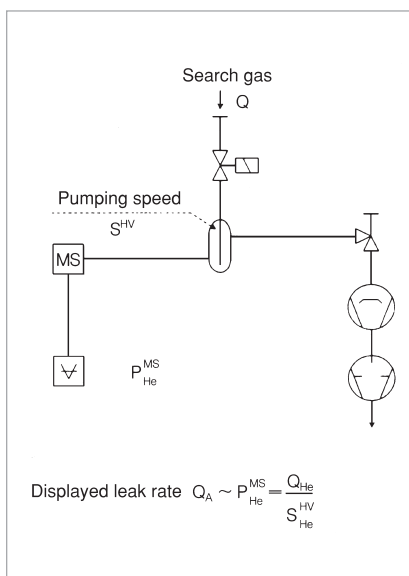 Search gas
Q
Pumping speed
S^HV
MS
P_He^MS
Displayed leak rate Q_A ~ P_He^MS = Q_He / S_He^HV